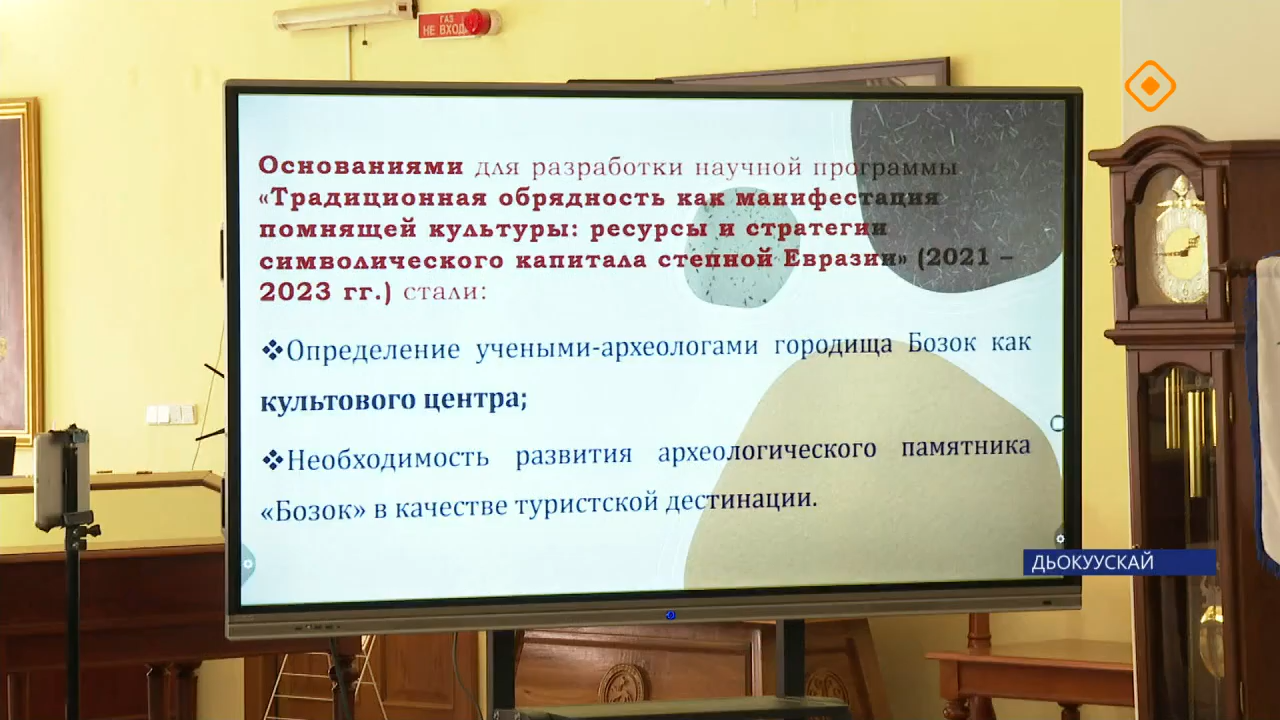 ГАЗ
НЕ ВХОДИ
Основаниями для разработки научной программы
«Традиционная обрядность как манифестация
помнящей культуры: ресурсы и стратегии
символического капитала степной Евразии» (2021 –
2023 гг.) стали:
❖Определение учеными-археологами городища Бозок как
культового центра;
❖Необходимость развития археологического памятника
«Бозок» в качестве туристской дестинации.
ДЬОКУУСКАЙ